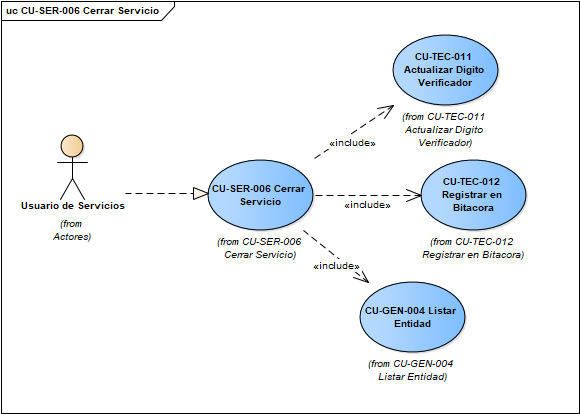 uc CU-SER-006 Cerrar Servicio
CU-TEC-011
Actualizar Digito
Verificador
(from CU-TEC-011
Actualizar Digito
Verificador)
«include»
Usuario de Servicios
(from
Actores)
CU-SER-006 Cerrar
Servicio
(from CU-SER-006
Cerrar Servicio)
«include»
CU-TEC-012
Registrar en
Bitacora
(from CU-TEC-012
Registrar en Bitacora)
«include»
CU-GEN-004 Listar
Entidad
(from CU-GEN-004
Listar Entidad)